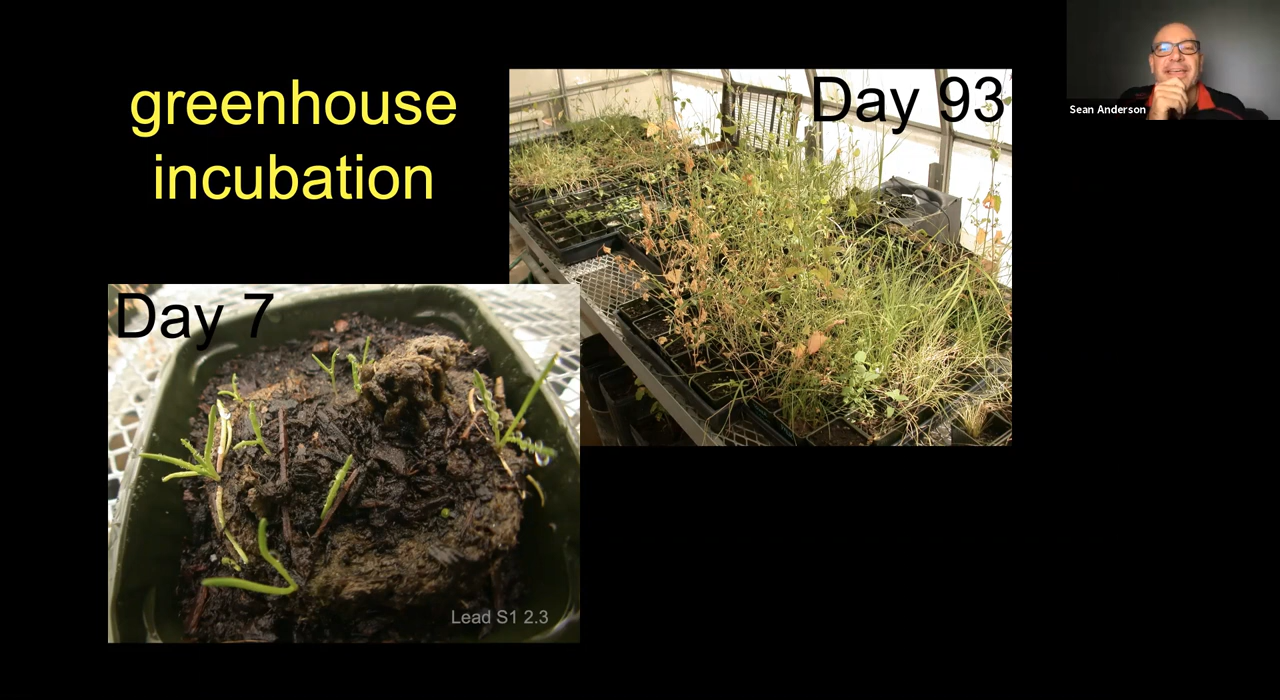 greenhouse
incubation
Day 93
Sean Anderson
Day 7
Lead S1 2.3